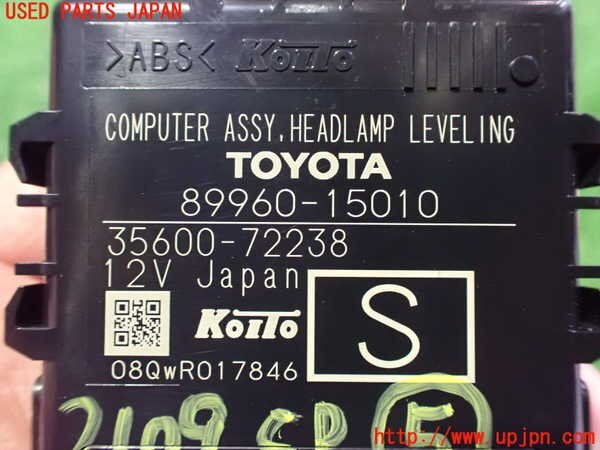 USED PARTS JAPAN
>ABS< KOITO
COMPUTER ASSY, HEADLAMP LEVELING
TOYOTA
89960-15010
35600-72238
12V Japan
S
KOITO
08QwR017846
2109
http://www.upjpn.com